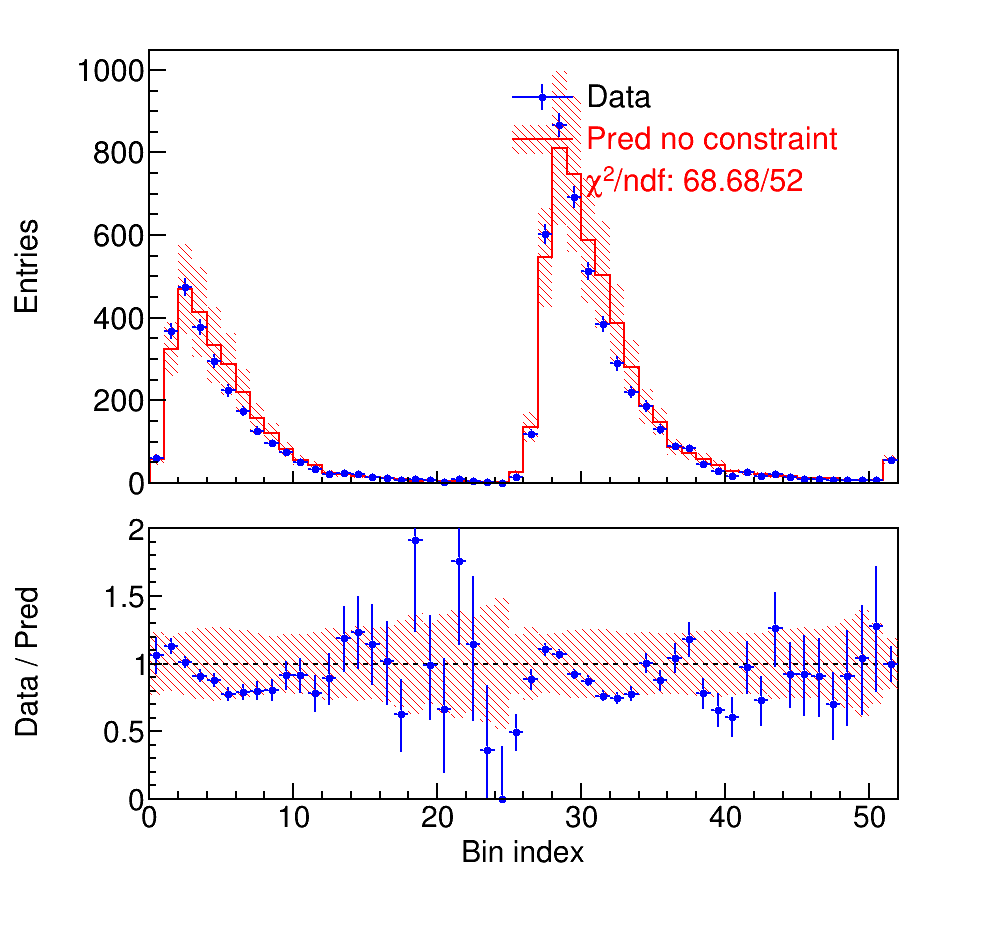 Entries
1000
800
600
400
200
0
Data
Pred no constraint
χ²/ndf: 68.68/52
Data / Pred
2
1.5
1
0.5
0
0 10 20 30 40 50
Bin index